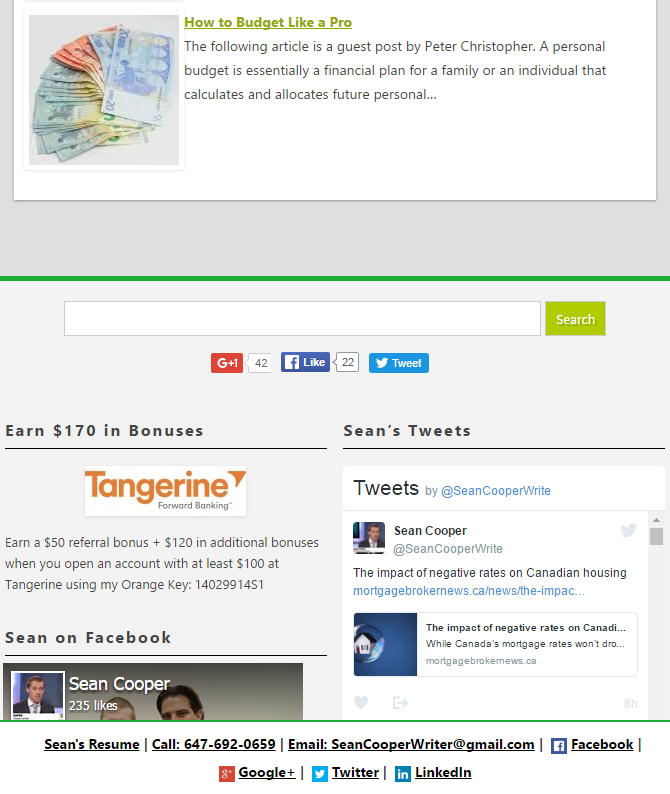 How to Budget Like a Pro
The following article is a guest post by Peter Christopher. A personal
budget is essentially a financial plan for a family or an individual that
calculates and allocates future personal...
Search
G+1 42 Like 22 Tweet
Earn $170 in Bonuses
Tangerine
Forward Banking™
Earn a $50 referral bonus + $120 in additional bonuses
when you open an account with at least $100 at
Tangerine using my Orange Key: 14029914S1
Sean on Facebook
Sean Cooper
235 likes
Sean's Tweets
Tweets by @SeanCooperWrite
Sean Cooper
@SeanCooperWrite
The impact of negative rates on Canadian housing
mortgagebrokernews.ca/news/the-impac…
The impact of negative rates on Canadi...
While Canada's mortgage rates won't dro...
mortgagebrokernews.ca
8h
Sean's Resume | Call: 647-692-0659 | Email: SeanCooperWriter@gmail.com | Facebook |
Google+ | Twitter | LinkedIn